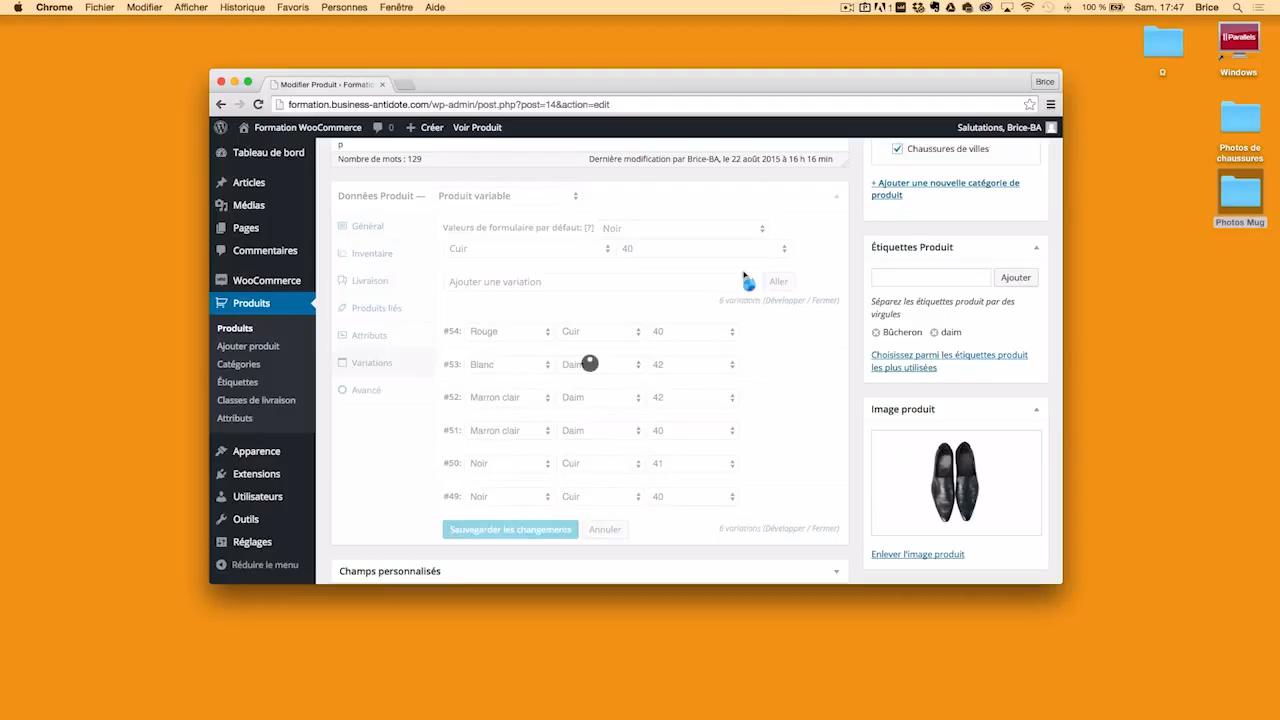 Chrome Fichier Modifier Afficher Historique Favoris Personnes Fenêtre Aide 1 100 % Sam. 17:47 Brice
Modifier Produit ‹ Formatio Brice
formation.business-antidote.com/wp-admin/post.php?post=14&action=edit
Formation WooCommerce 0 Créer Voir Produit Salutations, Brice-BA
Tableau de bord
Articles
Médias
Pages
Commentaires
WooCommerce
Produits
Produits
Ajouter produit
Catégories
Étiquettes
Classes de livraison
Attributs
Apparence
Extensions
Utilisateurs
Outils
Réglages
Réduire le menu
p
Nombre de mots : 129 Dernière modification par Brice-BA, le 22 août 2015 à 16 h 16 min
Données Produit — Produit variable
Général
Inventaire
Livraison
Produits liés
Attributs
Variations
Avancé
Valeurs de formulaire par défaut: [?] Noir
Cuir 40
Ajouter une variation Aller
6 variations (Développer / Fermer)
#54: Rouge Cuir 40
#53: Blanc Daim 42
#52: Marron clair Daim 42
#51: Marron clair Daim 40
#50: Noir Cuir 41
#49: Noir Cuir 40
Sauvegarder les changements Annuler 6 variations (Développer / Fermer)
Champs personnalisés
Chaussures de villes
+ Ajouter une nouvelle catégorie de
produit
Étiquettes Produit
Ajouter
Séparez les étiquettes produit par des
virgules
Bûcheron daim
Choisissez parmi les étiquettes produit
les plus utilisées
Image produit
Enlever l'image produit
Ω
Parallels
Windows
Photos de
chaussures
Photos Mug